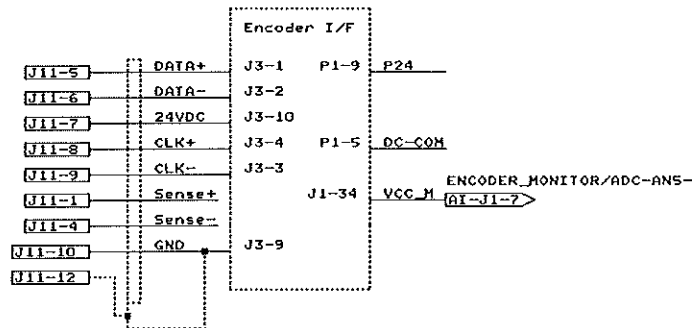 Encoder I/F
J11-5 DATA+ J3-1 P1-9 P24
J11-6 DATA- J3-2
J11-7 24VDC J3-10
J11-8 CLK+ J3-4 P1-5 DC-COM
J11-9 CLK- J3-3
ENCODER_MONITOR/ADC-AN5-
J11-1 Sense+ J1-34 VCC_M AI-J1-7
J11-4 Sense-
J11-10 GND J3-9
J11-12